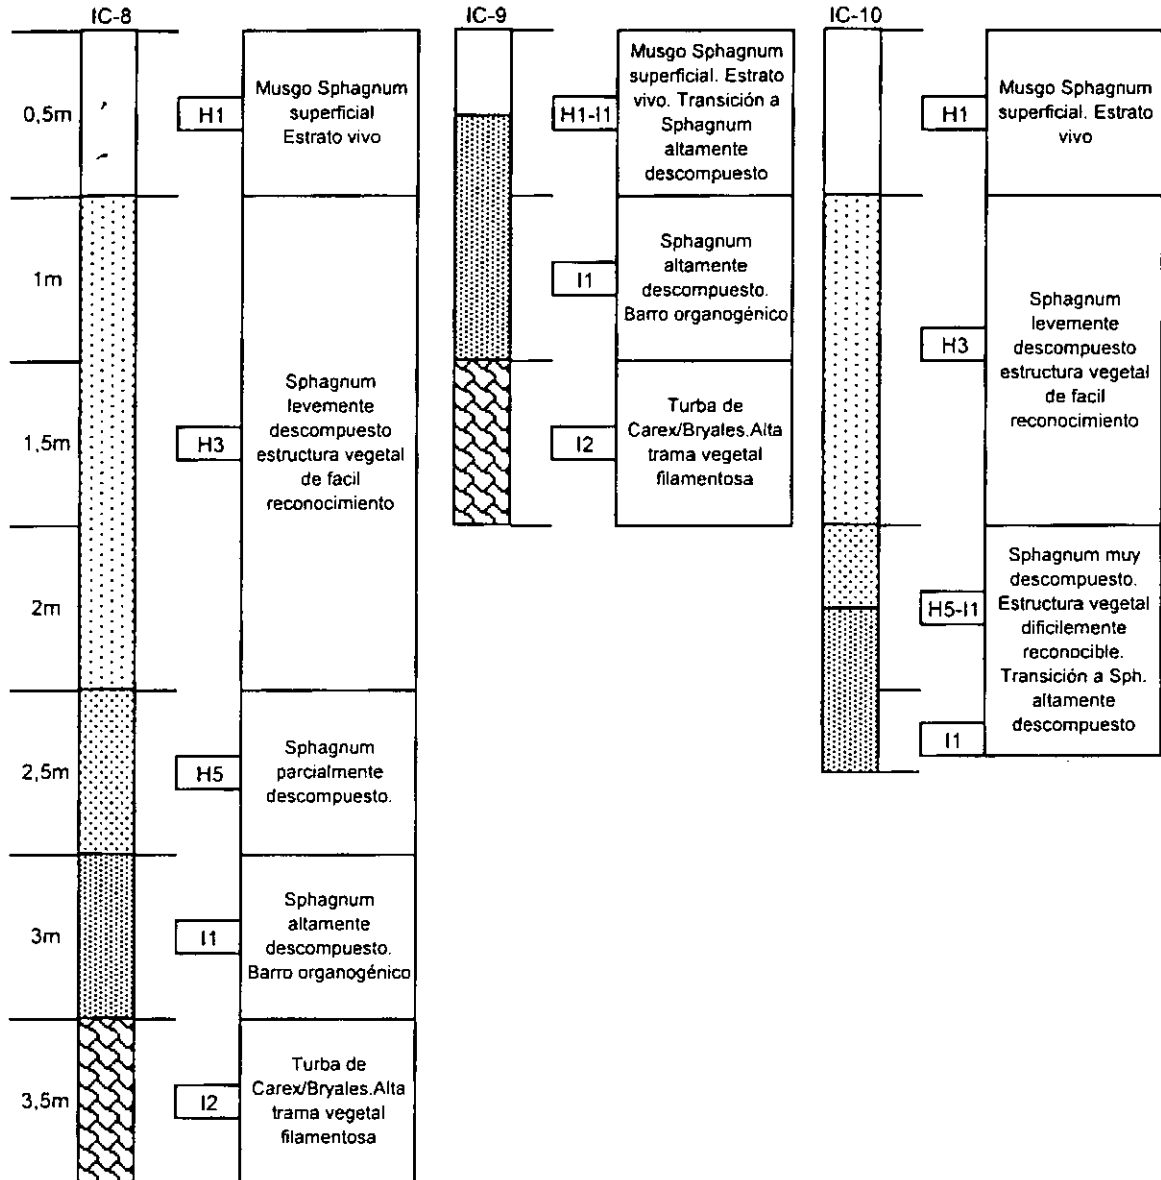 IC-8
0,5m
1m
1,5m
2m
2,5m
3m
3,5m
H1
Musgo Sphagnum
superficial
Estrato vivo
H3
Sphagnum
levemente
descompuesto
estructura vegetal
de facil
reconocimiento
H5
Sphagnum
parcialmente
descompuesto.
I1
Sphagnum
altamente
descompuesto.
Barro organogénico
I2
Turba de
Carex/Bryales.Alta
trama vegetal
filamentosa
IC-9
H1-I1
Musgo Sphagnum
superficial. Estrato
vivo. Transición a
Sphagnum
altamente
descompuesto
I1
Sphagnum
altamente
descompuesto.
Barro organogénico
I2
Turba de
Carex/Bryales.Alta
trama vegetal
filamentosa
IC-10
H1
Musgo Sphagnum
superficial. Estrato
vivo
H3
Sphagnum
levemente
descompuesto
estructura vegetal
de facil
reconocimiento
H5-I1
Sphagnum muy
descompuesto.
Estructura vegetal
dificilemente
reconocible.
Transición a Sph.
altamente
descompuesto
I1